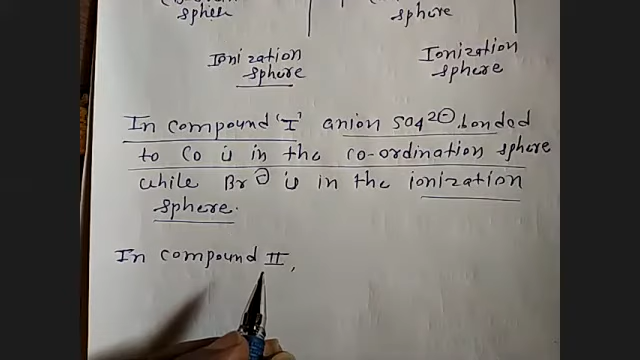 sphere
sphere
Ionization
sphere
Ionization
sphere
In compound 'I' anion SO4 2⊖ bonded
to Co is in the co-ordination sphere
while Br⊖ is in the ionization
sphere.
In compound II,